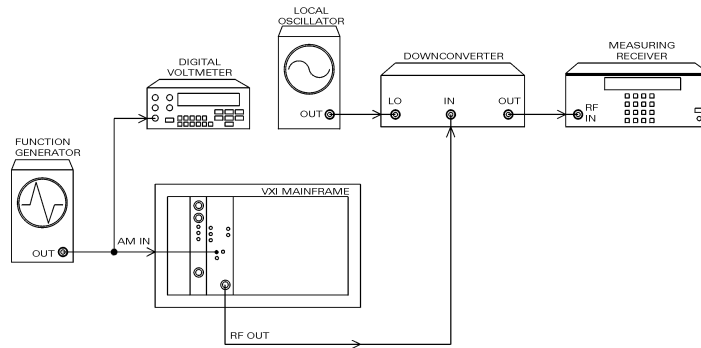 LOCAL
OSCILLATOR
OUT
DIGITAL
VOLTMETER
DOWNCONVERTER
LO
IN
OUT
MEASURING
RECEIVER
RF
IN
FUNCTION
GENERATOR
OUT
AM IN
VXI MAINFRAME
RF OUT